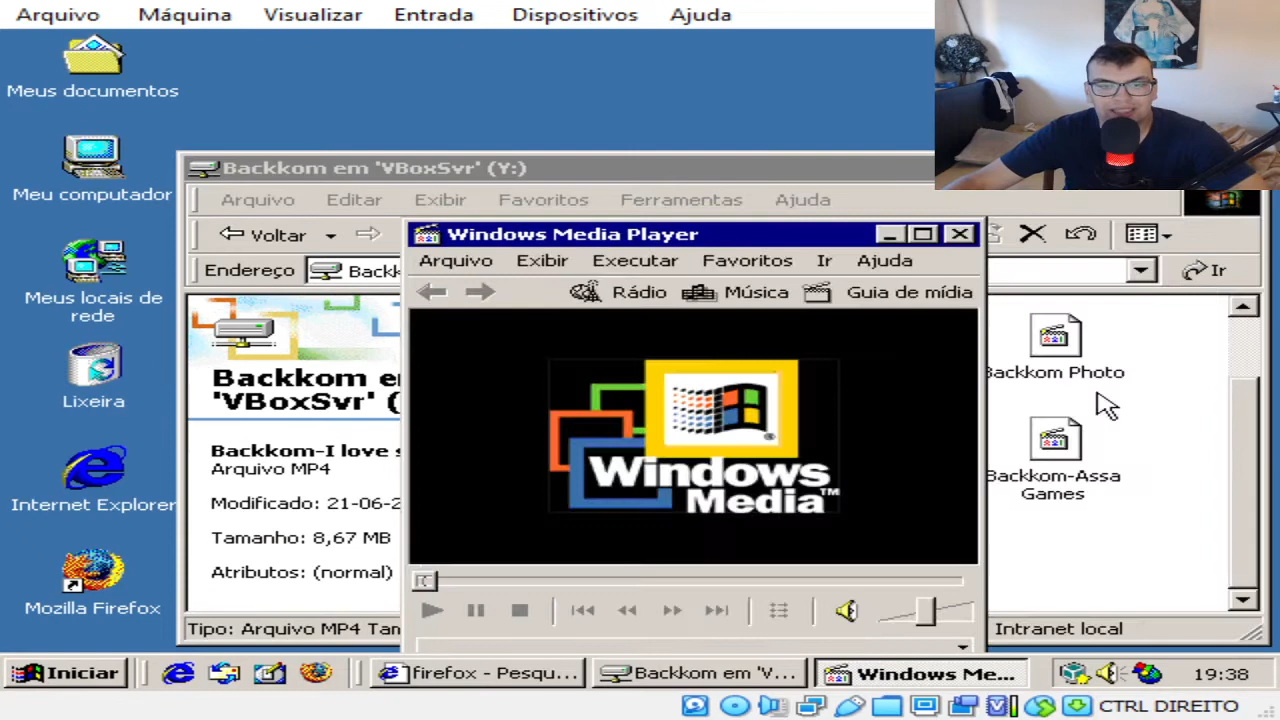 Arquivo Máquina Visualizar Entrada Dispositivos Ajuda
Meus documentos
Meu computador
Meus locais de
rede
Lixeira
Internet Explorer
Mozilla Firefox
Backkom em 'VBoxSvr' (Y:)
Arquivo Editar Exibir Favoritos Ferramentas Ajuda
Voltar
Endereço Backk
Ir
Backkom e
'VBoxSvr' (
Backkom-I love s
Arquivo MP4
Modificado: 21-06-2
Tamanho: 8,67 MB
Atributos: (normal)
Tipo: Arquivo MP4 Tam
Windows Media Player
Arquivo Exibir Executar Favoritos Ir Ajuda
Rádio Música Guia de mídia
Windows
Media™
Backkom Photo
Backkom-Assa
Games
Intranet local
Iniciar firefox - Pesqu... Backkom em 'V... Windows Me... 19:38
CTRL DIREITO